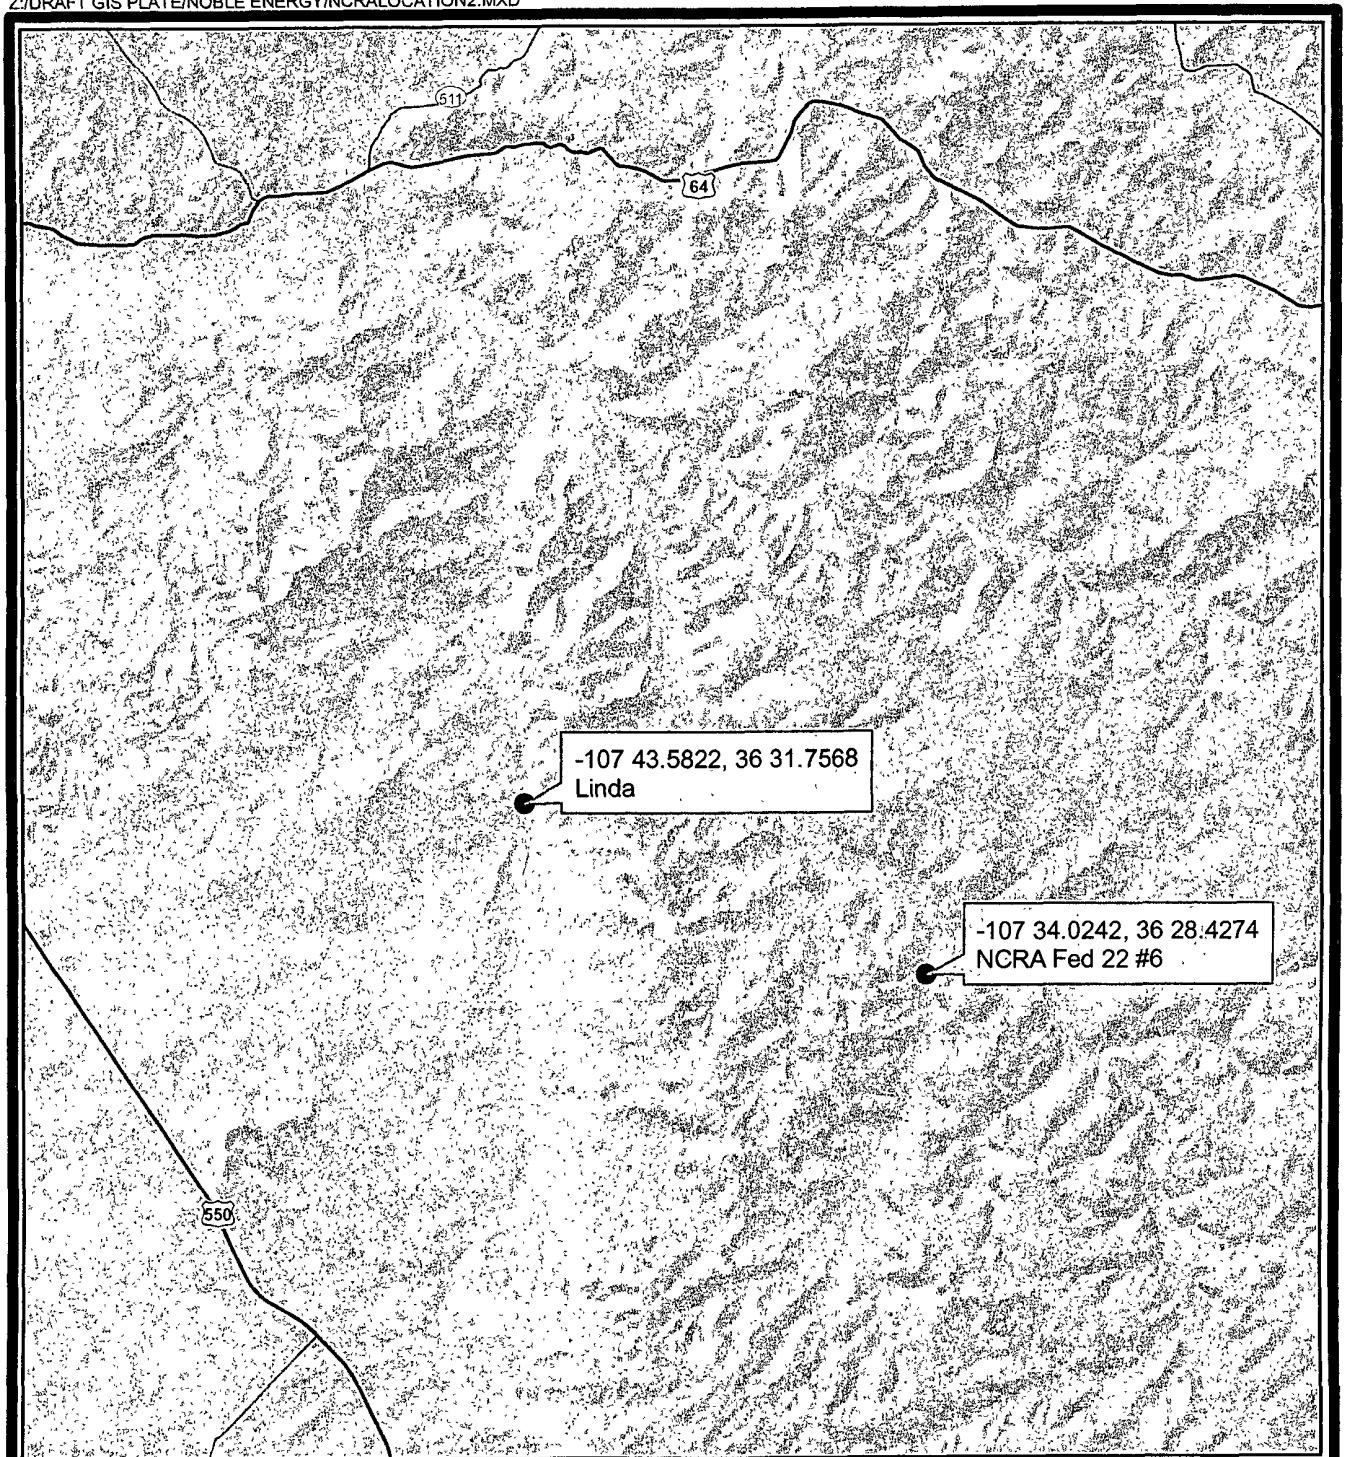 Z:/DRAFT GIS PLATE/NOBLE ENERGY/NCRALOCATION2.MXD
511
64
-107 43.5822, 36 31.7568
Linda
-107 34.0242, 36 28.4274
NCRA Fed 22 #6
550